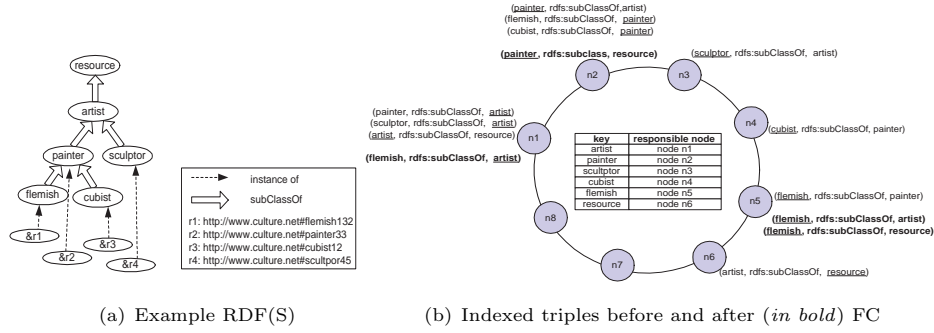 resource
artist
painter
sculptor
flemish
cubist
&r1
&r2
&r3
&r4
instance of
subClassOf
r1: http://www.culture.net#flemish132
r2: http://www.culture.net#painter33
r3: http://www.culture.net#cubist12
r4: http://www.culture.net#scultpor45
(a) Example RDF(S)
(painter, rdfs:subClassOf,artist)
(flemish, rdfs:subClassOf, painter)
(cubist, rdfs:subClassOf, painter)
(painter, rdfs:subclass, resource)
n2
n3
(sculptor, rdfs:subClassOf, artist)
(painter, rdfs:subClassOf, artist)
(sculptor, rdfs:subClassOf, artist)
(artist, rdfs:subClassOf, resource)
(flemish, rdfs:subClassOf, artist)
n1
n4
(cubist, rdfs:subClassOf, painter)
key responsible node
artist node n1
painter node n2
scultptor node n3
cubist node n4
flemish node n5
resource node n6
n5
(flemish, rdfs:subClassOf, painter)
(flemish, rdfs:subClassOf, artist)
(flemish, rdfs:subClassOf, resource)
n8
n7
n6
(artist, rdfs:subClassOf, resource)
(b) Indexed triples before and after (in bold) FC